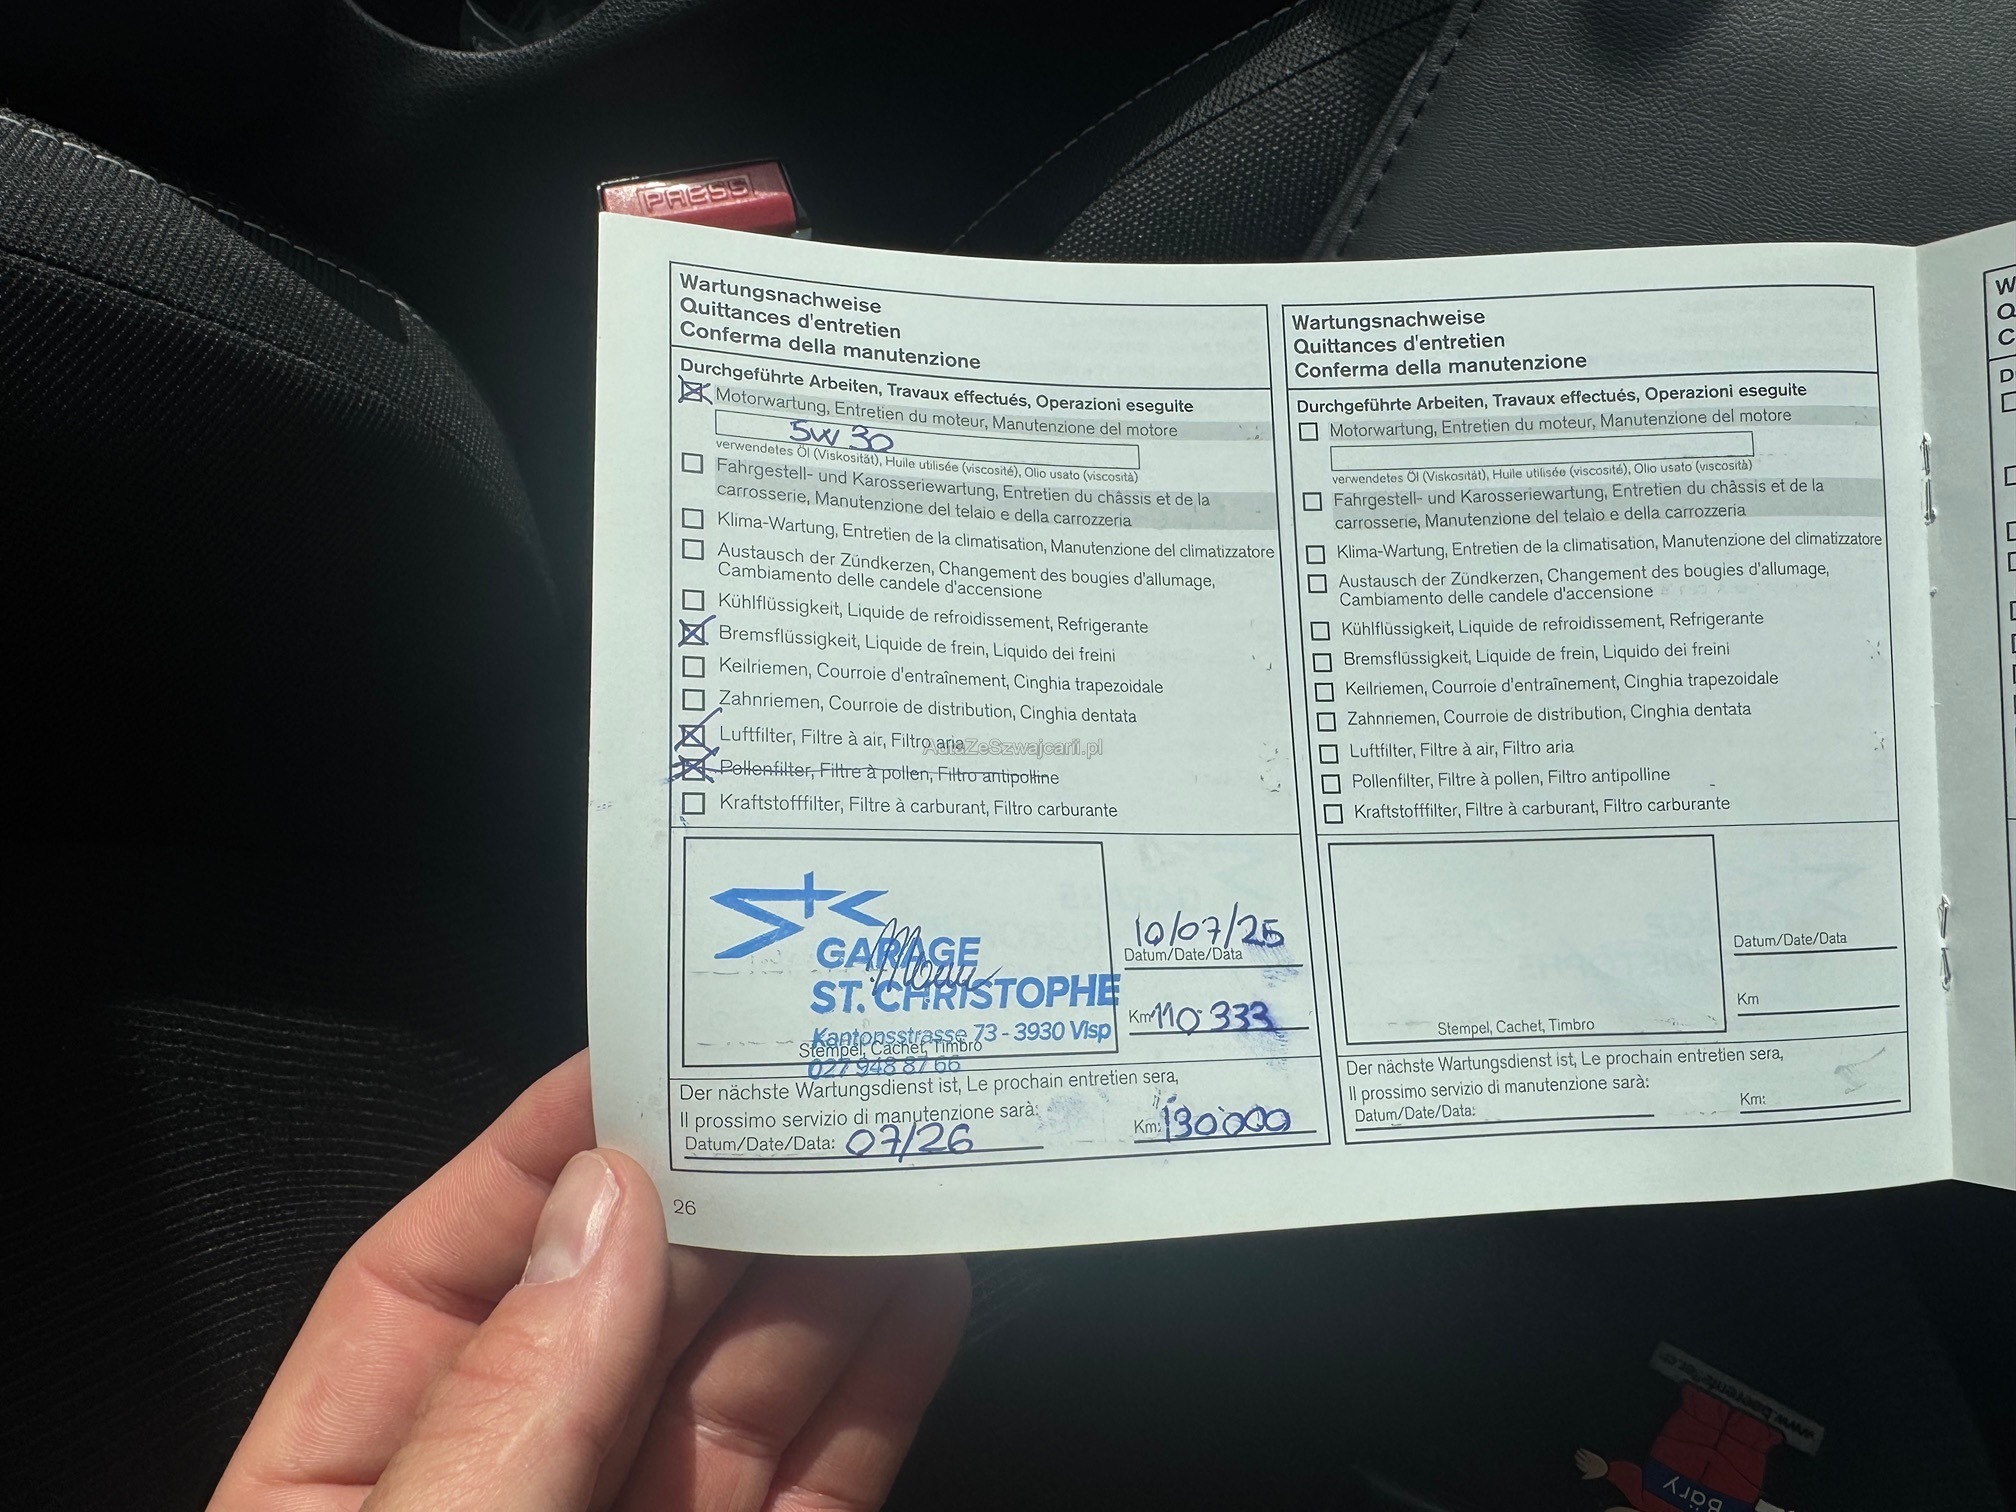 PRESS
Wartungsnachweise
Quittances d'entretien
Conferma della manutenzione
Durchgeführte Arbeiten, Travaux effectués, Operazioni eseguite
Motorwartung, Entretien du moteur, Manutenzione del motore
5W 30
verwendetes Öl (Viskosität), Huile utilisée (viscosité), Olio usato (viscosità)
Fahrgestell- und Karosseriewartung, Entretien du châssis et de la
carrosserie, Manutenzione del telaio e della carrozzeria
Klima-Wartung, Entretien de la climatisation, Manutenzione del climatizzatore
Austausch der Zündkerzen, Changement des bougies d'allumage,
Cambiamento delle candele d'accensione
Kühlflüssigkeit, Liquide de refroidissement, Refrigerante
Bremsflüssigkeit, Liquide de frein, Liquido dei freini
Keilriemen, Courroie d'entraînement, Cinghia trapezoidale
Zahnriemen, Courroie de distribution, Cinghia dentata
Luftfilter, Filtre à air, Filtro aria
AutaZeSzwajcarii.pl
Pollenfilter, Filtre à pollen, Filtro antipolline
Kraftstofffilter, Filtre à carburant, Filtro carburante
GARAGE
ST. CHRISTOPHE
Kantonsstrasse 73 - 3930 Visp
Stempel, Cachet, Timbro
027 948 87 66
10/07/25
Datum/Date/Data
Km 110 333
Der nächste Wartungsdienst ist, Le prochain entretien sera,
Il prossimo servizio di manutenzione sarà:
Datum/Date/Data: 07/26
Km: 130000
26
Wartungsnachweise
Quittances d'entretien
Conferma della manutenzione
Durchgeführte Arbeiten, Travaux effectués, Operazioni eseguite
Motorwartung, Entretien du moteur, Manutenzione del motore
verwendetes Öl (Viskosität), Huile utilisée (viscosité), Olio usato (viscosità)
Fahrgestell- und Karosseriewartung, Entretien du châssis et de la
carrosserie, Manutenzione del telaio e della carrozzeria
Klima-Wartung, Entretien de la climatisation, Manutenzione del climatizzatore
Austausch der Zündkerzen, Changement des bougies d'allumage,
Cambiamento delle candele d'accensione
Kühlflüssigkeit, Liquide de refroidissement, Refrigerante
Bremsflüssigkeit, Liquide de frein, Liquido dei freini
Keilriemen, Courroie d'entraînement, Cinghia trapezoidale
Zahnriemen, Courroie de distribution, Cinghia dentata
Luftfilter, Filtre à air, Filtro aria
Pollenfilter, Filtre à pollen, Filtro antipolline
Kraftstofffilter, Filtre à carburant, Filtro carburante
Stempel, Cachet, Timbro
Datum/Date/Data
Km
Der nächste Wartungsdienst ist, Le prochain entretien sera,
Il prossimo servizio di manutenzione sarà:
Datum/Date/Data:
Km:
W
Q
C
D
Bäry